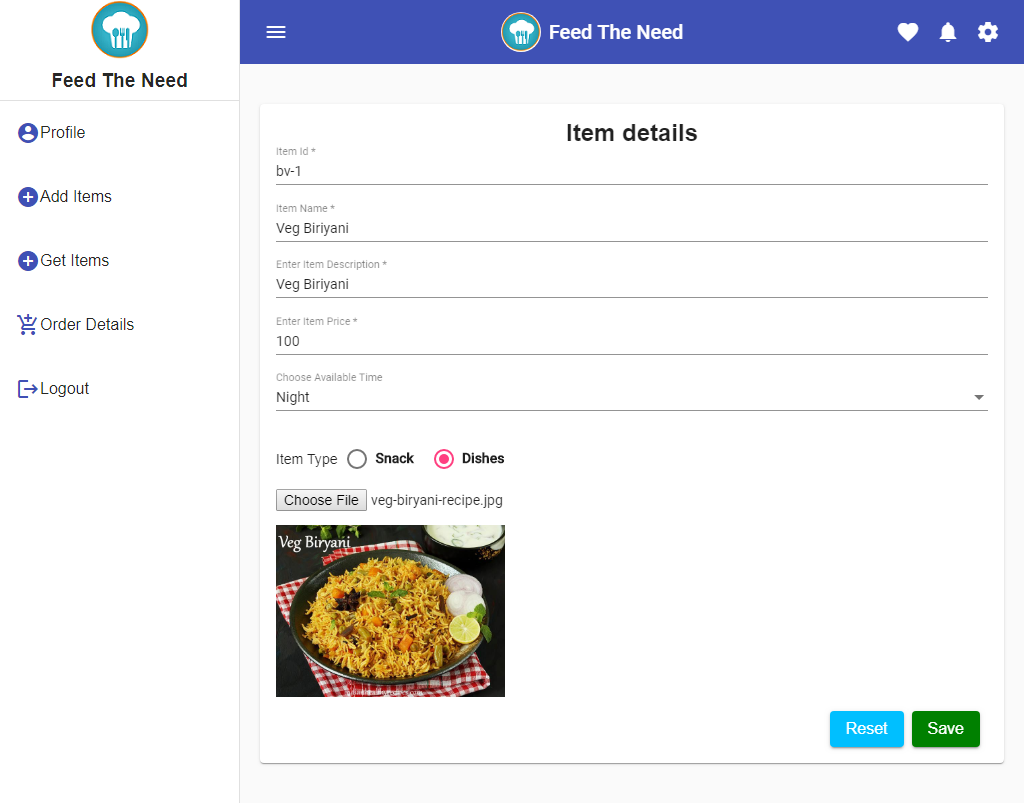 Feed The Need
Profile
Add Items
Get Items
Order Details
Logout
Feed The Need
Item details
Item Id *
bv-1
Item Name *
Veg Biriyani
Enter Item Description *
Veg Biriyani
Enter Item Price *
100
Choose Available Time
Night
Item Type Snack Dishes
Choose File veg-biryani-recipe.jpg
Veg Biryani
Reset Save